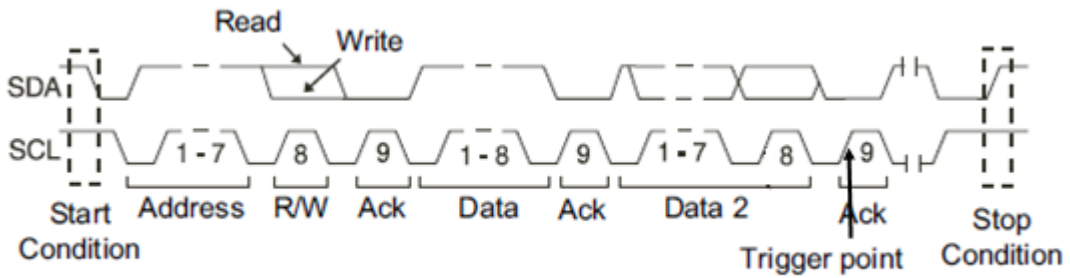 Read
Write
SDA
SCL
1 - 7
8
9
1 - 8
9
1 - 7
8
9
Start
Condition
Address
R/W
Ack
Data
Ack
Data 2
Ack
Trigger point
Stop
Condition